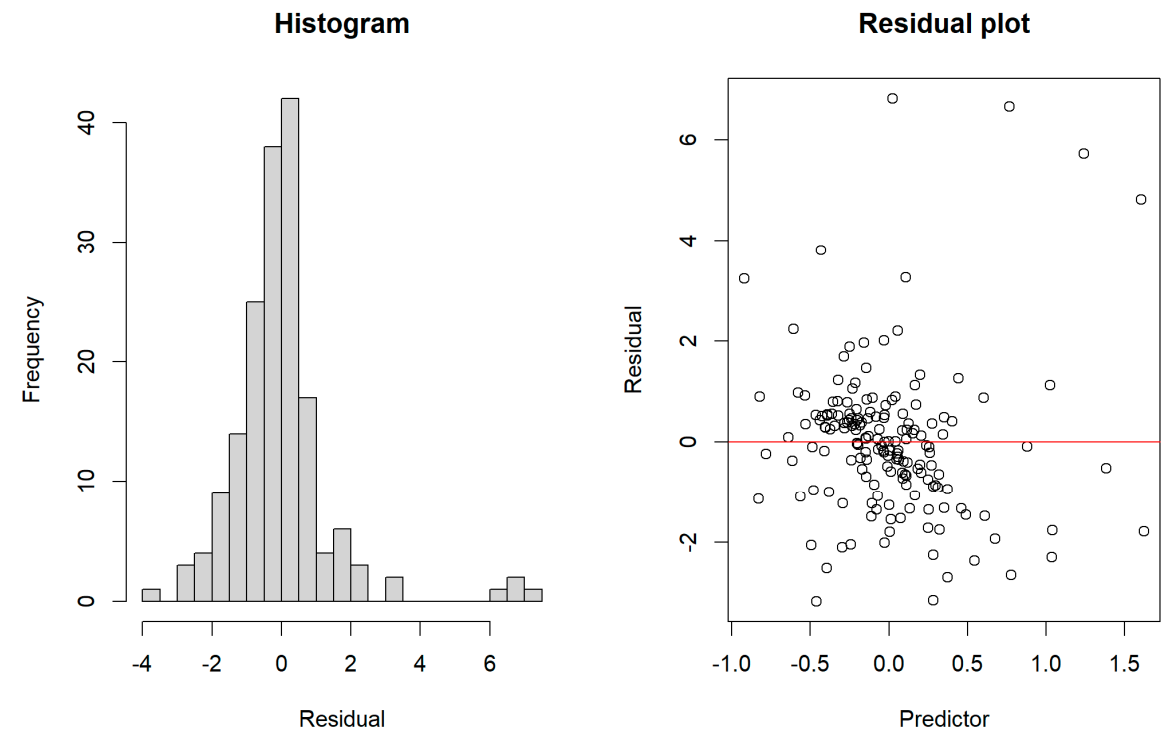 Histogram
Frequency
0 10 20 30 40
-4 -2 0 2 4 6
Residual
Residual plot
Residual
-2 0 2 4 6
-1.0 -0.5 0.0 0.5 1.0 1.5
Predictor